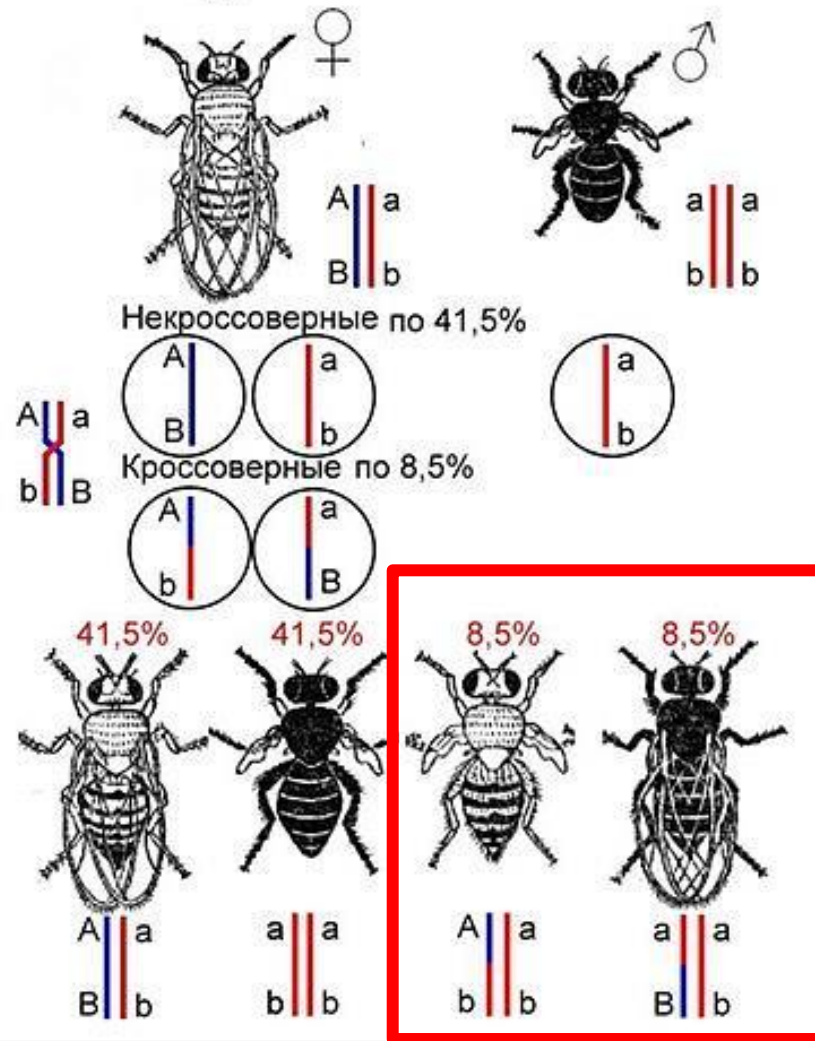 ♀ ♂
A a a a
B b b b
Некроссоверные по 41,5%
A a a
B b b
A a
b B
Кроссоверные по 8,5%
A a
b B
41,5% 41,5% 8,5% 8,5%
A a a a A a a a
B b b b b b B b